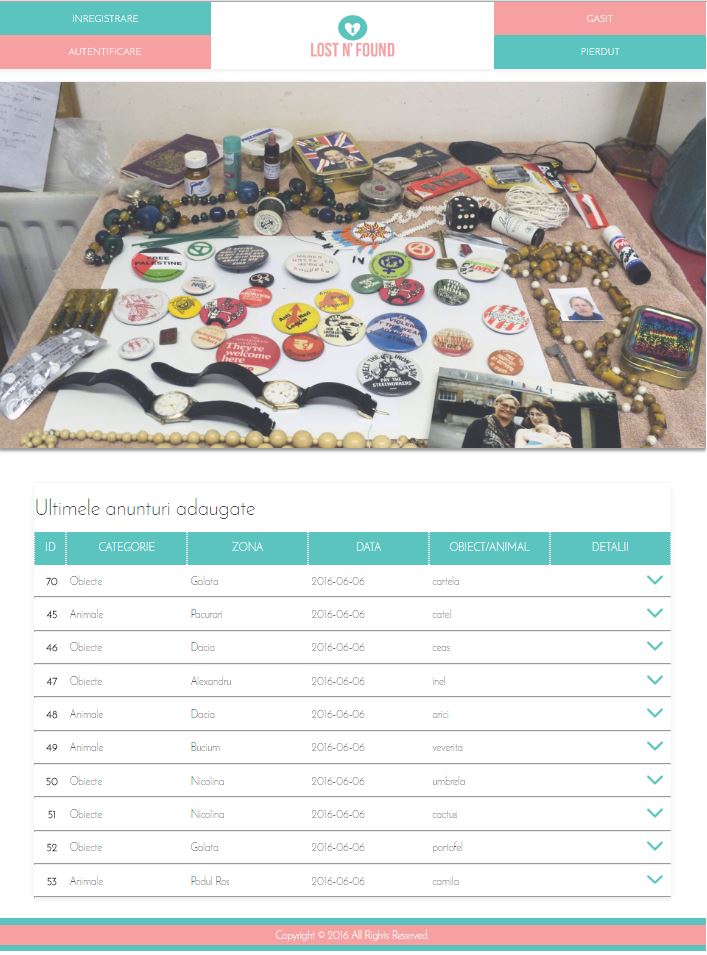 INREGISTRARE
GASIT
AUTENTIFICARE
LOST N' FOUND
PIERDUT
FREE
PALESTINE
They're
welcome
here
SMELT THE IRON LADY
PAY THE
STEELWORKERS
Ultimele anunturi adaugate
ID CATEGORIE ZONA DATA OBIECT/ANIMAL DETALII
70 Obiecte Galata 2016-06-06 cartela
45 Animale Pacurari 2016-06-06 catel
46 Obiecte Dacia 2016-06-06 ceas
47 Obiecte Alexandru 2016-06-06 inel
48 Animale Dacia 2016-06-06 arici
49 Animale Bucium 2016-06-06 veverita
50 Obiecte Nicolina 2016-06-06 umbrela
51 Obiecte Nicolina 2016-06-06 cactus
52 Obiecte Galata 2016-06-06 portofel
53 Animale Podul Ros 2016-06-06 camila
Copyright © 2016 All Rights Reserved.